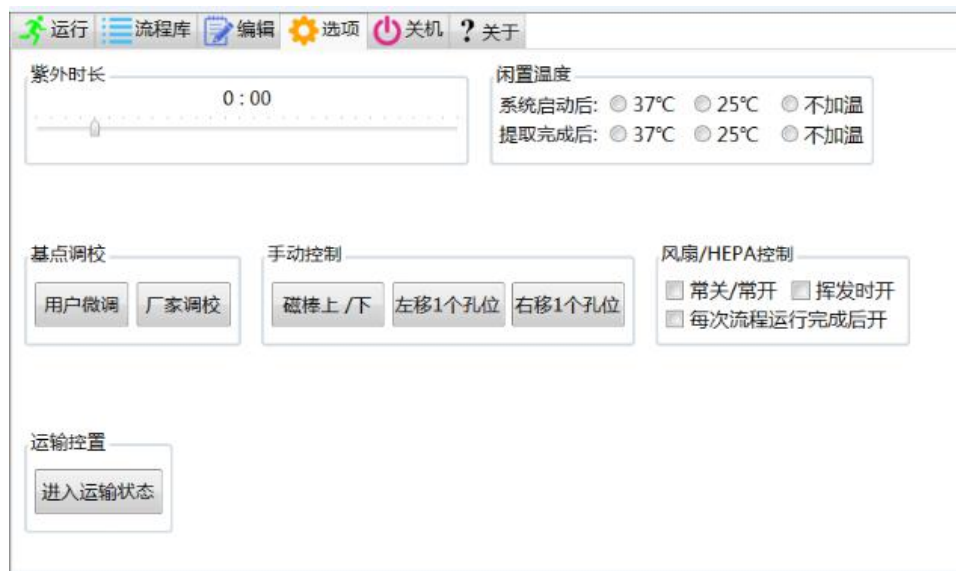 运行 流程库 编辑 选项 关机 ? 关于
紫外时长
0 : 00
闲置温度
系统启动后: 37℃ 25℃ 不加温
提取完成后: 37℃ 25℃ 不加温
基点调校
用户微调 厂家调校
手动控制
磁棒上 /下 左移1个孔位 右移1个孔位
风扇/HEPA控制
常关/常开 挥发时开
每次流程运行完成后开
运输控置
进入运输状态